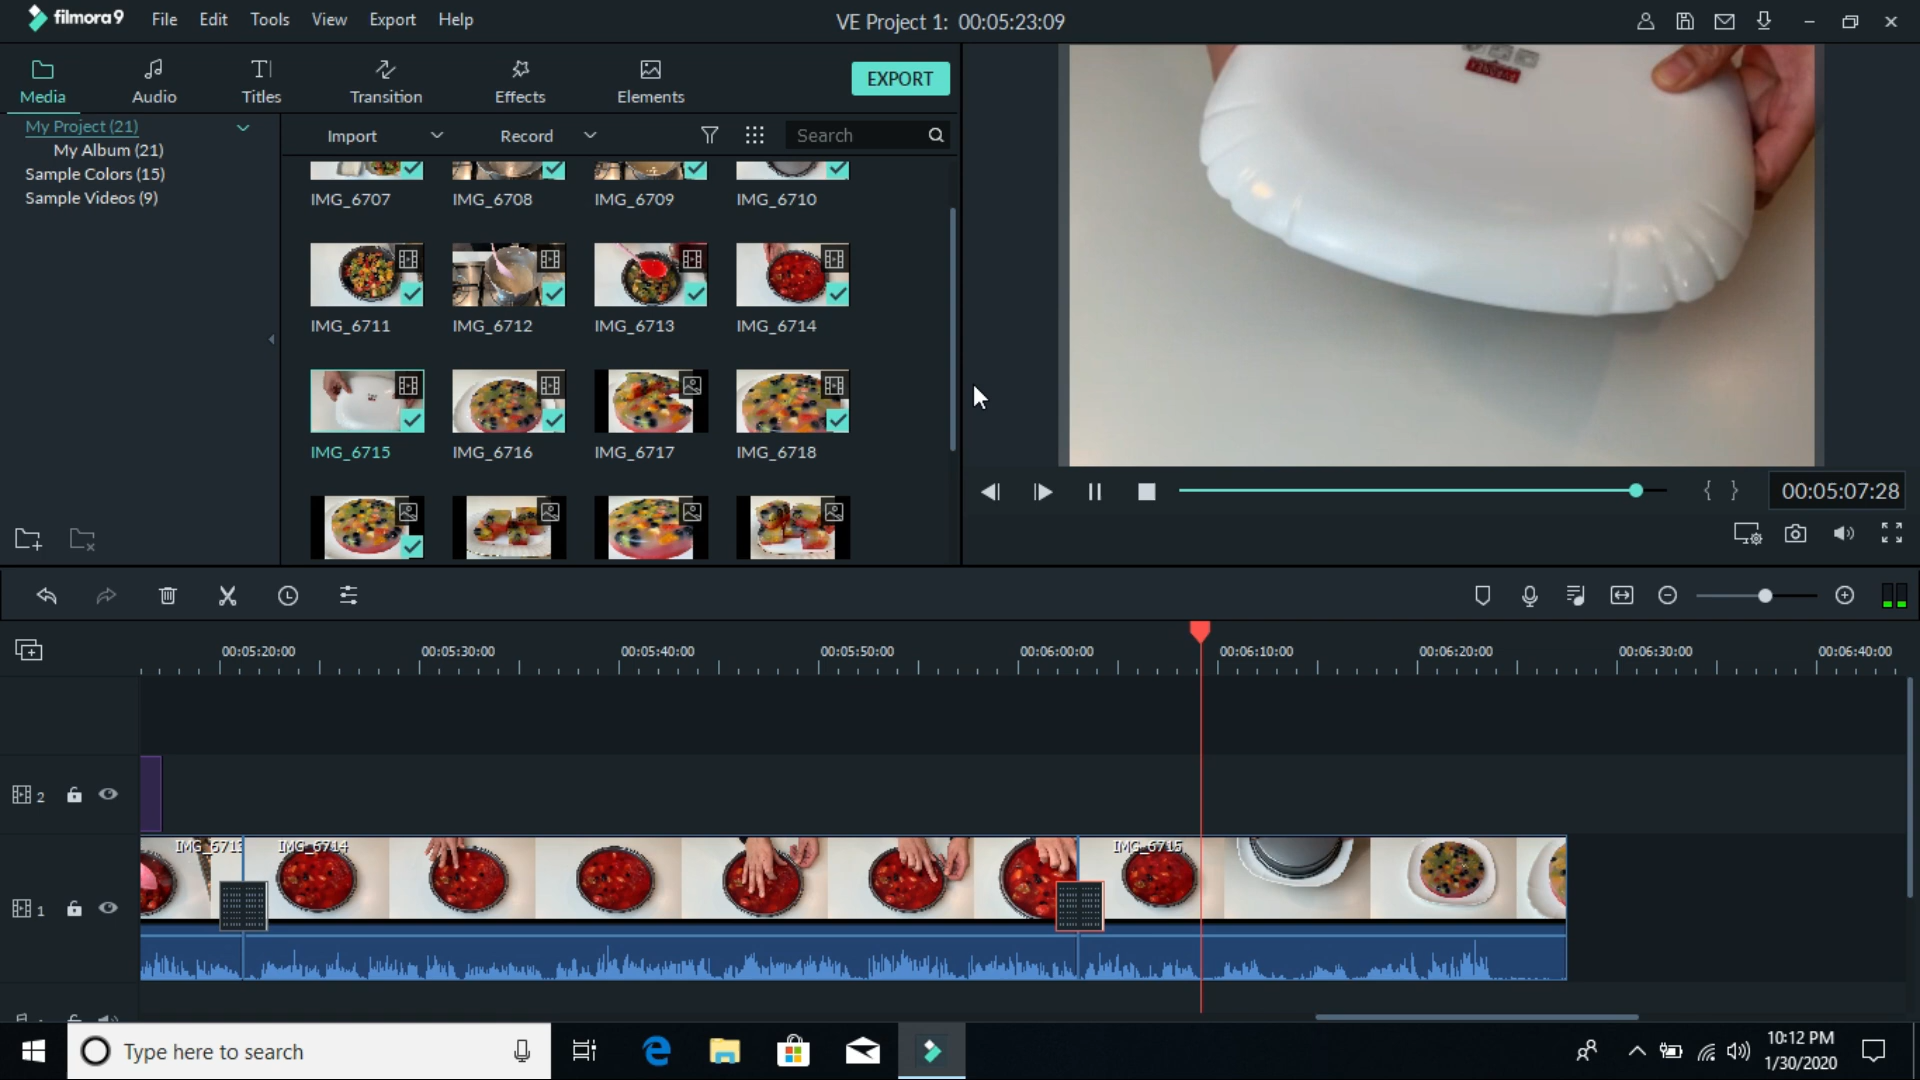 filmora9 File Edit Tools View Export Help VE Project 1: 00:05:23:09
Media Audio Titles Transition Effects Elements EXPORT
My Project (21)
My Album (21)
Sample Colors (15)
Sample Videos (9)
Import Record Search
IMG_6707 IMG_6708 IMG_6709 IMG_6710
IMG_6711 IMG_6712 IMG_6713 IMG_6714
IMG_6715 IMG_6716 IMG_6717 IMG_6718
00:05:07:28
00:05:20:00 00:05:30:00 00:05:40:00 00:05:50:00 00:06:00:00 00:06:10:00 00:06:20:00 00:06:30:00 00:06:40:00
2
IMG_6713 IMG_6714 IMG_6715
1
Type here to search
10:12 PM
1/30/2020